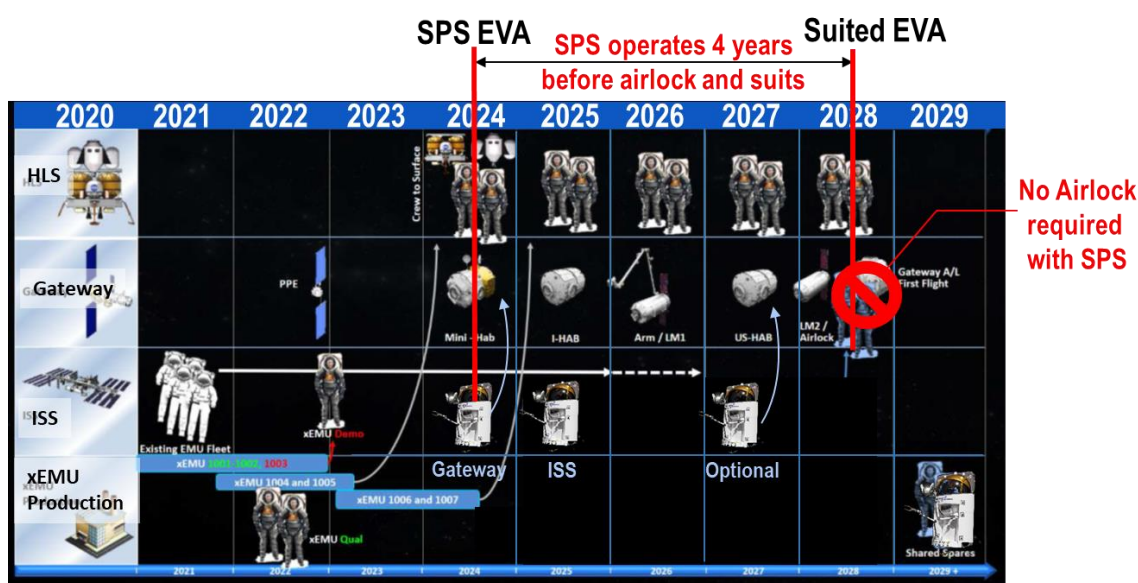 SPS EVA
Suited EVA
SPS operates 4 years
before airlock and suits
2020 2021 2022 2023 2024 2025 2026 2027 2028 2029
HLS
Crew to Surface
No Airlock
required
with SPS
Gateway
PPE
Mini - Hab
I-HAB
Arm / LM1
US-HAB
LM2 /
Airlock
Gateway A/L
First Flight
ISS
Existing EMU Fleet
xEMU Demo
Gateway
ISS
Optional
xEMU
Production
xEMU 1001-1002, 1003
xEMU 1004 and 1005
xEMU 1006 and 1007
xEMU Qual
Shared Spares
2021 2022 2023 2024 2025 2026 2027 2028 2029 +